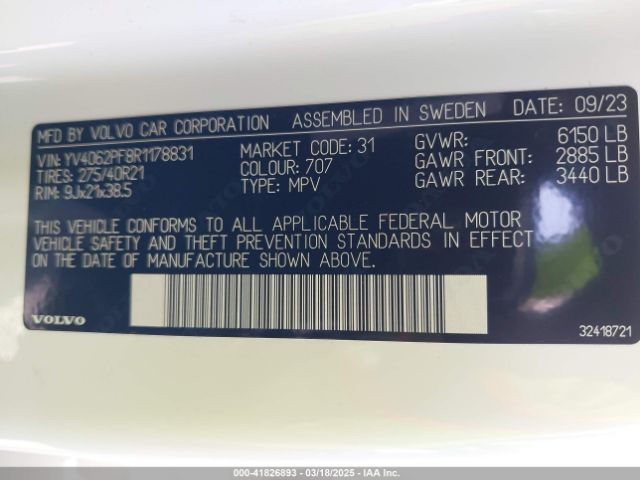 MFD BY VOLVO CAR CORPORATION ASSEMBLED IN SWEDEN DATE: 09/23
VIN: YV4062PF8R1178831 MARKET CODE: 31 GVWR: 6150 LB
TIRES: 275/40R21 COLOUR: 707 GAWR FRONT: 2885 LB
RIM: 9Jx21x38.5 TYPE: MPV GAWR REAR: 3440 LB
THIS VEHICLE CONFORMS TO ALL APPLICABLE FEDERAL MOTOR
VEHICLE SAFETY AND THEFT PREVENTION STANDARDS IN EFFECT
ON THE DATE OF MANUFACTURE SHOWN ABOVE.
VOLVO 32418721
000-41826893 - 03/18/2025 - IAA Inc.